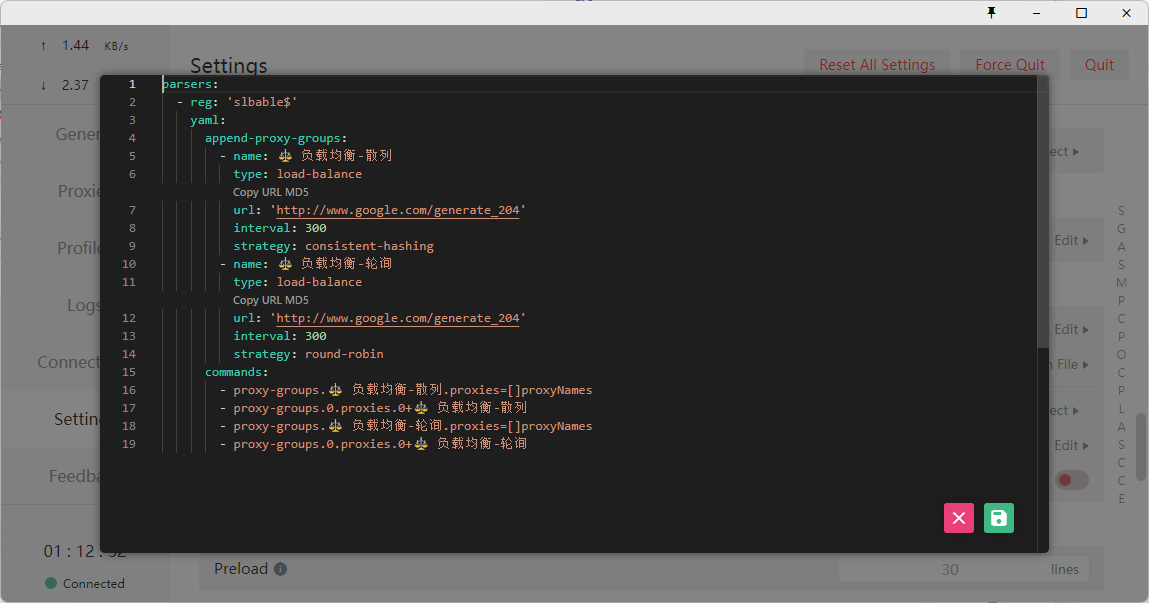 ↑ 1.44 KB/s
↓ 2.37
Settings
Reset All Settings
Force Quit
Quit
Gener
Proxie
Profile
Logs
Connect
Settin
Feedba
01 : 12 : 52
Connected
1 parsers:
2 - reg: 'slbable$'
3 yaml:
4 append-proxy-groups:
5 - name: ⚖️ 负载均衡-散列
6 type: load-balance
Copy URL MD5
7 url: 'http://www.google.com/generate_204'
8 interval: 300
9 strategy: consistent-hashing
10 - name: ⚖️ 负载均衡-轮询
11 type: load-balance
Copy URL MD5
12 url: 'http://www.google.com/generate_204'
13 interval: 300
14 strategy: round-robin
15 commands:
16 - proxy-groups.⚖️ 负载均衡-散列.proxies=[]proxyNames
17 - proxy-groups.0.proxies.0+⚖️ 负载均衡-散列
18 - proxy-groups.⚖️ 负载均衡-轮询.proxies=[]proxyNames
19 - proxy-groups.0.proxies.0+⚖️ 负载均衡-轮询
ect
Edit
Edit
File
ect
Edit
S
G
A
S
M
P
C
P
O
C
P
L
A
S
C
C
E
Preload
30 lines